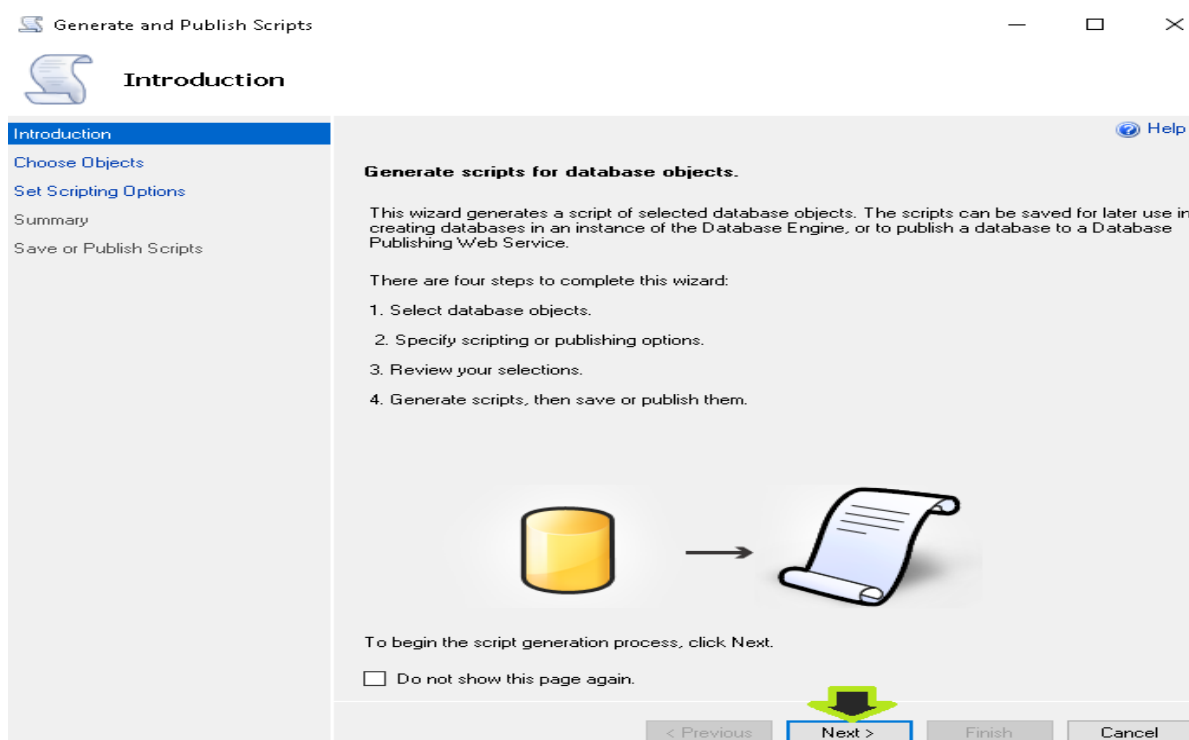 Generate and Publish Scripts
Introduction
Introduction
Choose Objects
Set Scripting Options
Summary
Save or Publish Scripts
Help
Generate scripts for database objects.
This wizard generates a script of selected database objects. The scripts can be saved for later use in
creating databases in an instance of the Database Engine, or to publish a database to a Database
Publishing Web Service.
There are four steps to complete this wizard:
1. Select database objects.
2. Specify scripting or publishing options.
3. Review your selections.
4. Generate scripts, then save or publish them.
To begin the script generation process, click Next.
Do not show this page again.
< Previous
Next >
Finish
Cancel